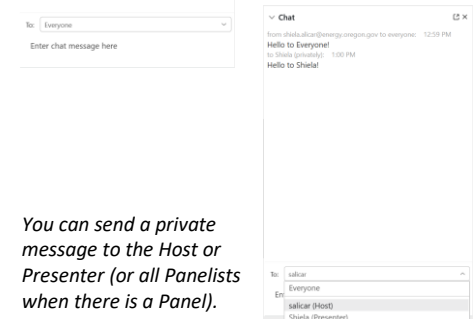 To: Everyone
Enter chat message here
Chat
from shiela.alicar@energy.oregon.gov to everyone: 12:59 PM
Hello to Everyone!
to Shiela (privately): 1:00 PM
Hello to Shiela!
You can send a private
message to the Host or
Presenter (or all Panelists
when there is a Panel).
To: salicar
Everyone
En
salicar (Host)
Shiela (Presenter)